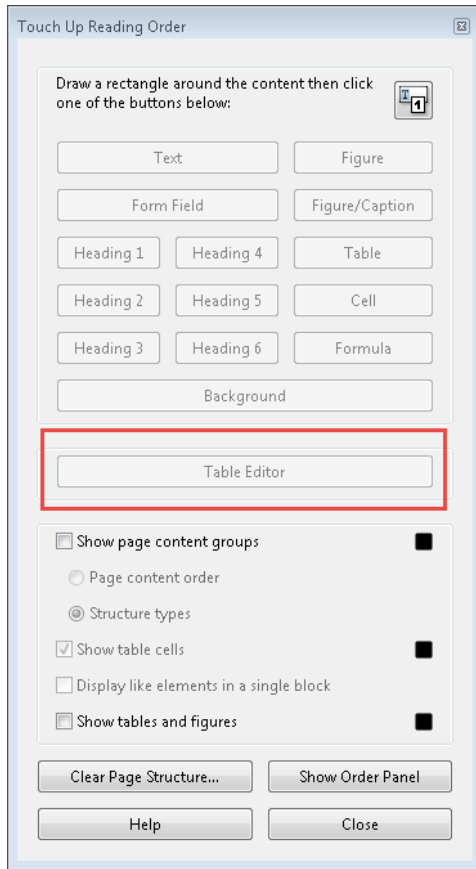 Touch Up Reading Order
Draw a rectangle around the content then click
one of the buttons below:
T
1
Text Figure
Form Field Figure/Caption
Heading 1 Heading 4 Table
Heading 2 Heading 5 Cell
Heading 3 Heading 6 Formula
Background
Table Editor
Show page content groups
Page content order
Structure types
Show table cells
Display like elements in a single block
Show tables and figures
Clear Page Structure... Show Order Panel
Help Close